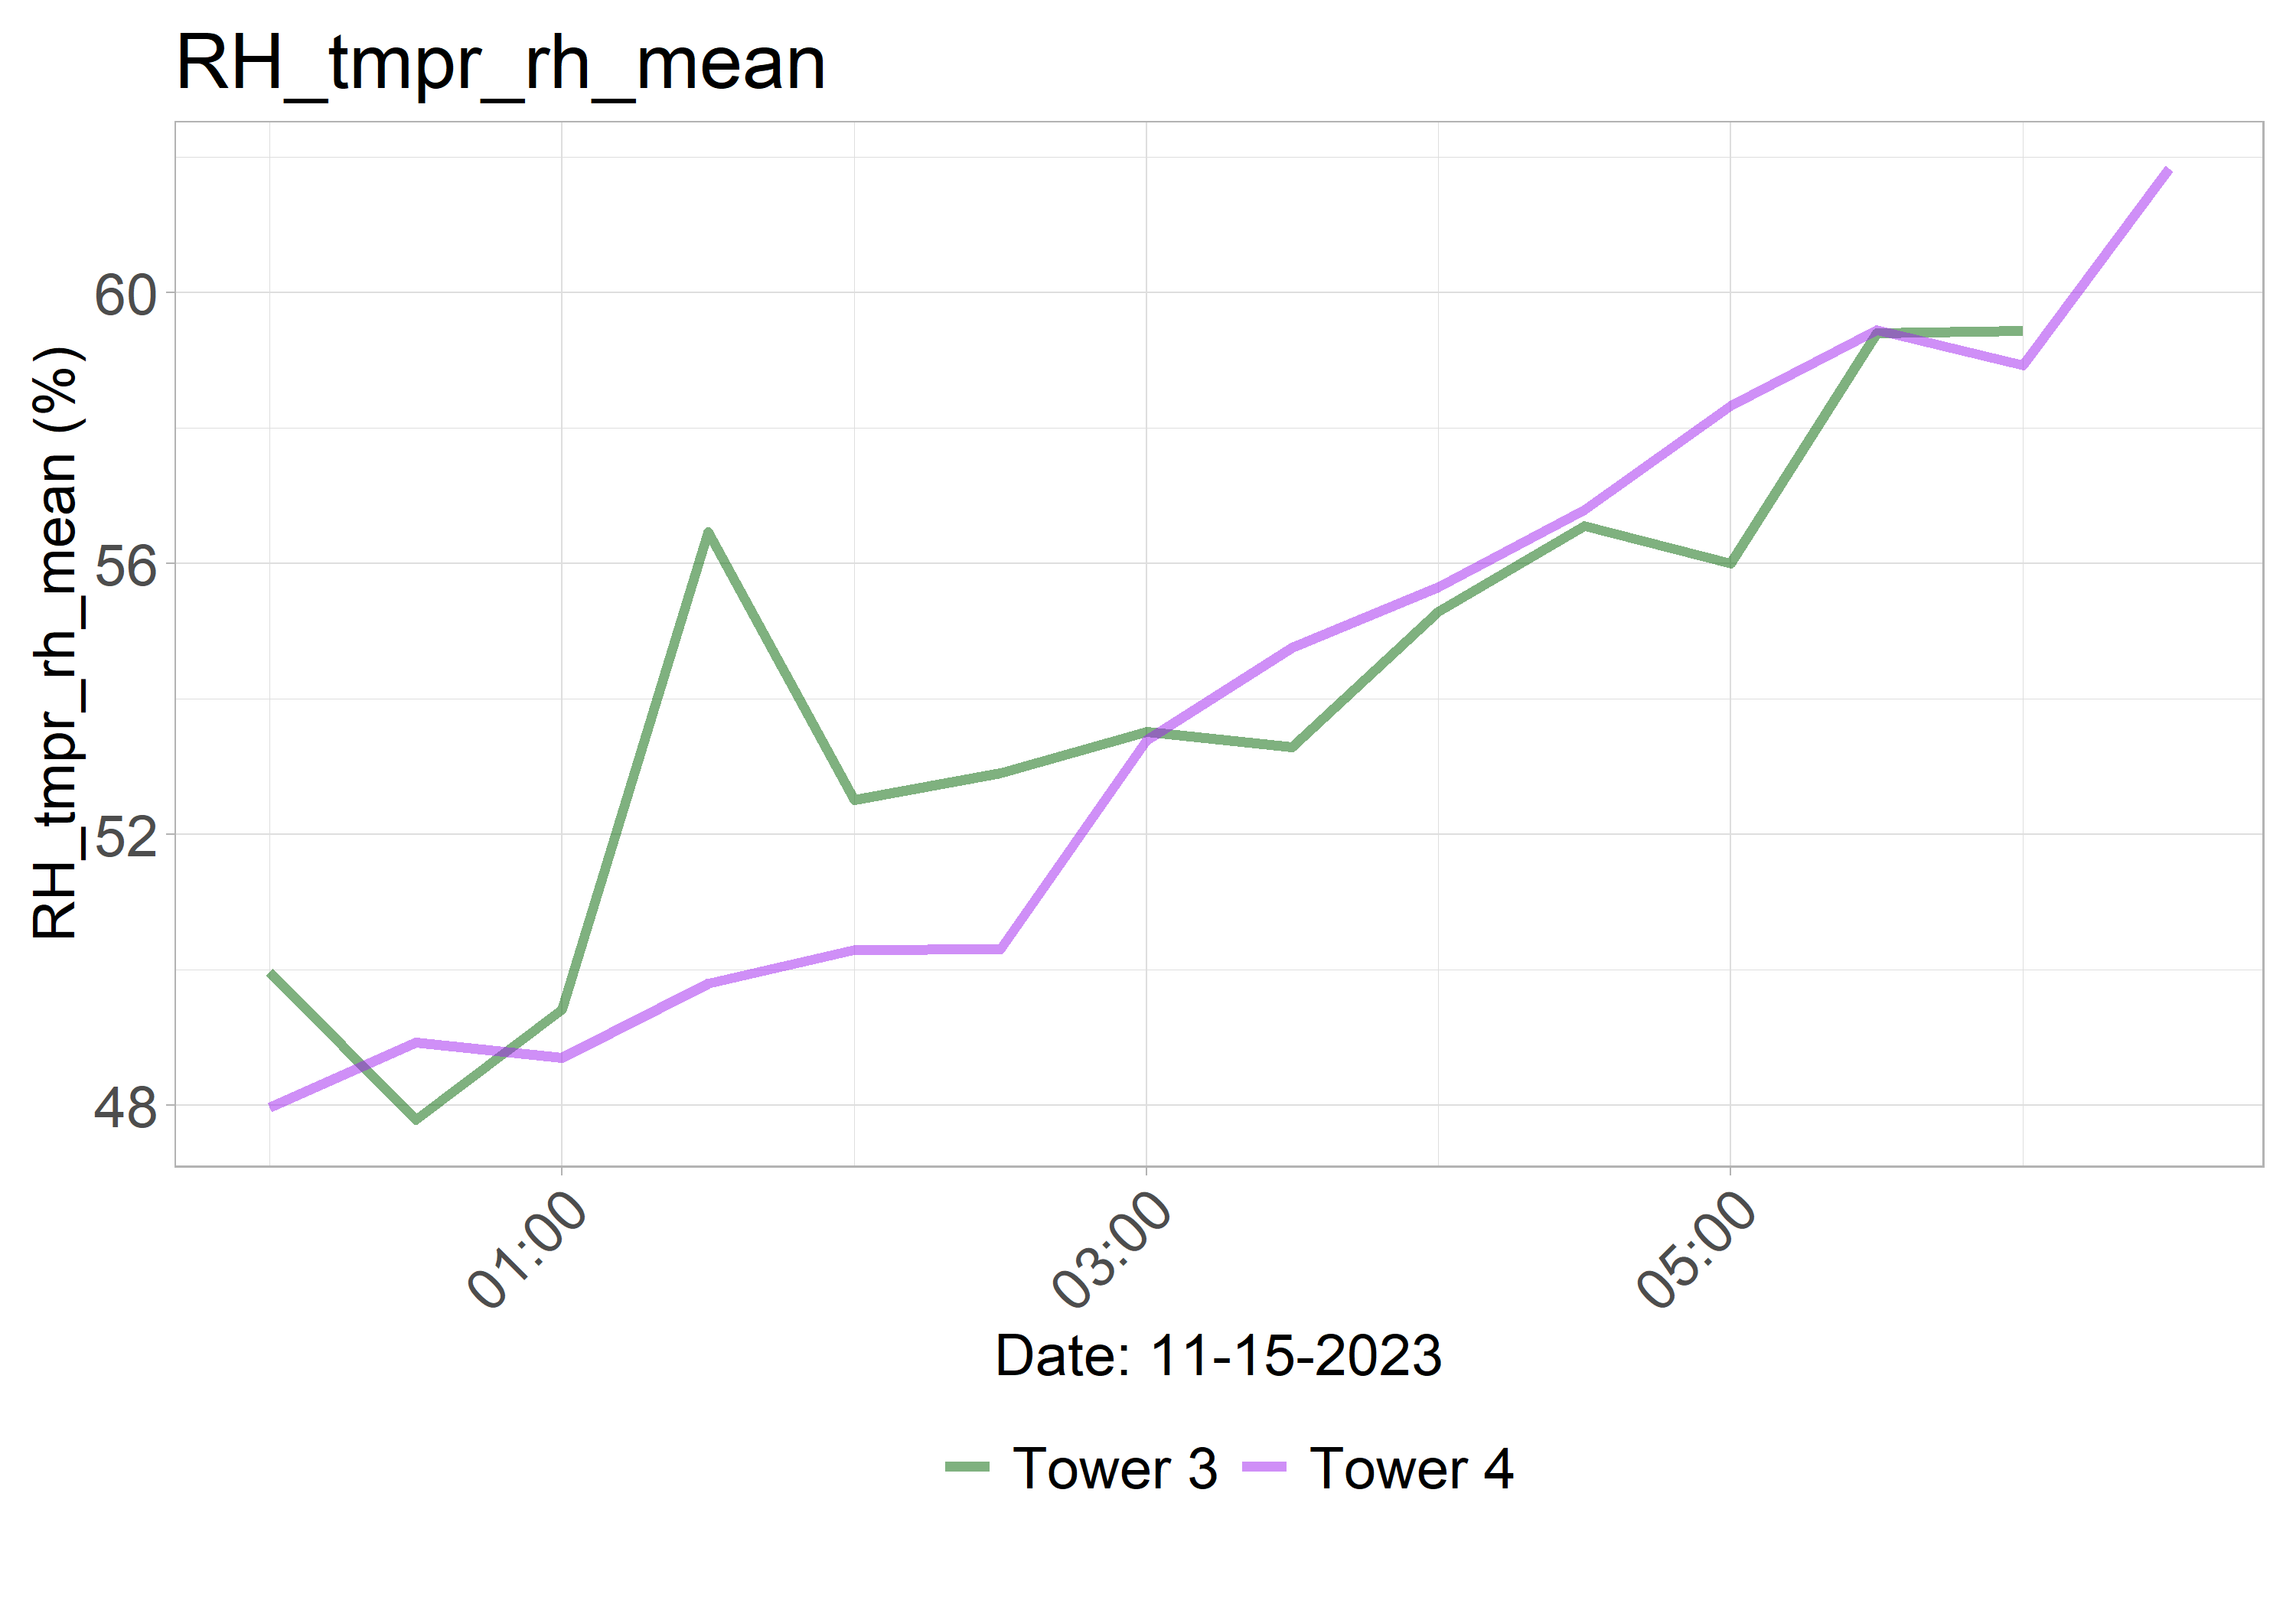 RH_tmpr_rh_mean
RH_tmpr_rh_mean (%)
60
56
52
48
01:00
03:00
05:00
Date: 11-15-2023
Tower 3
Tower 4